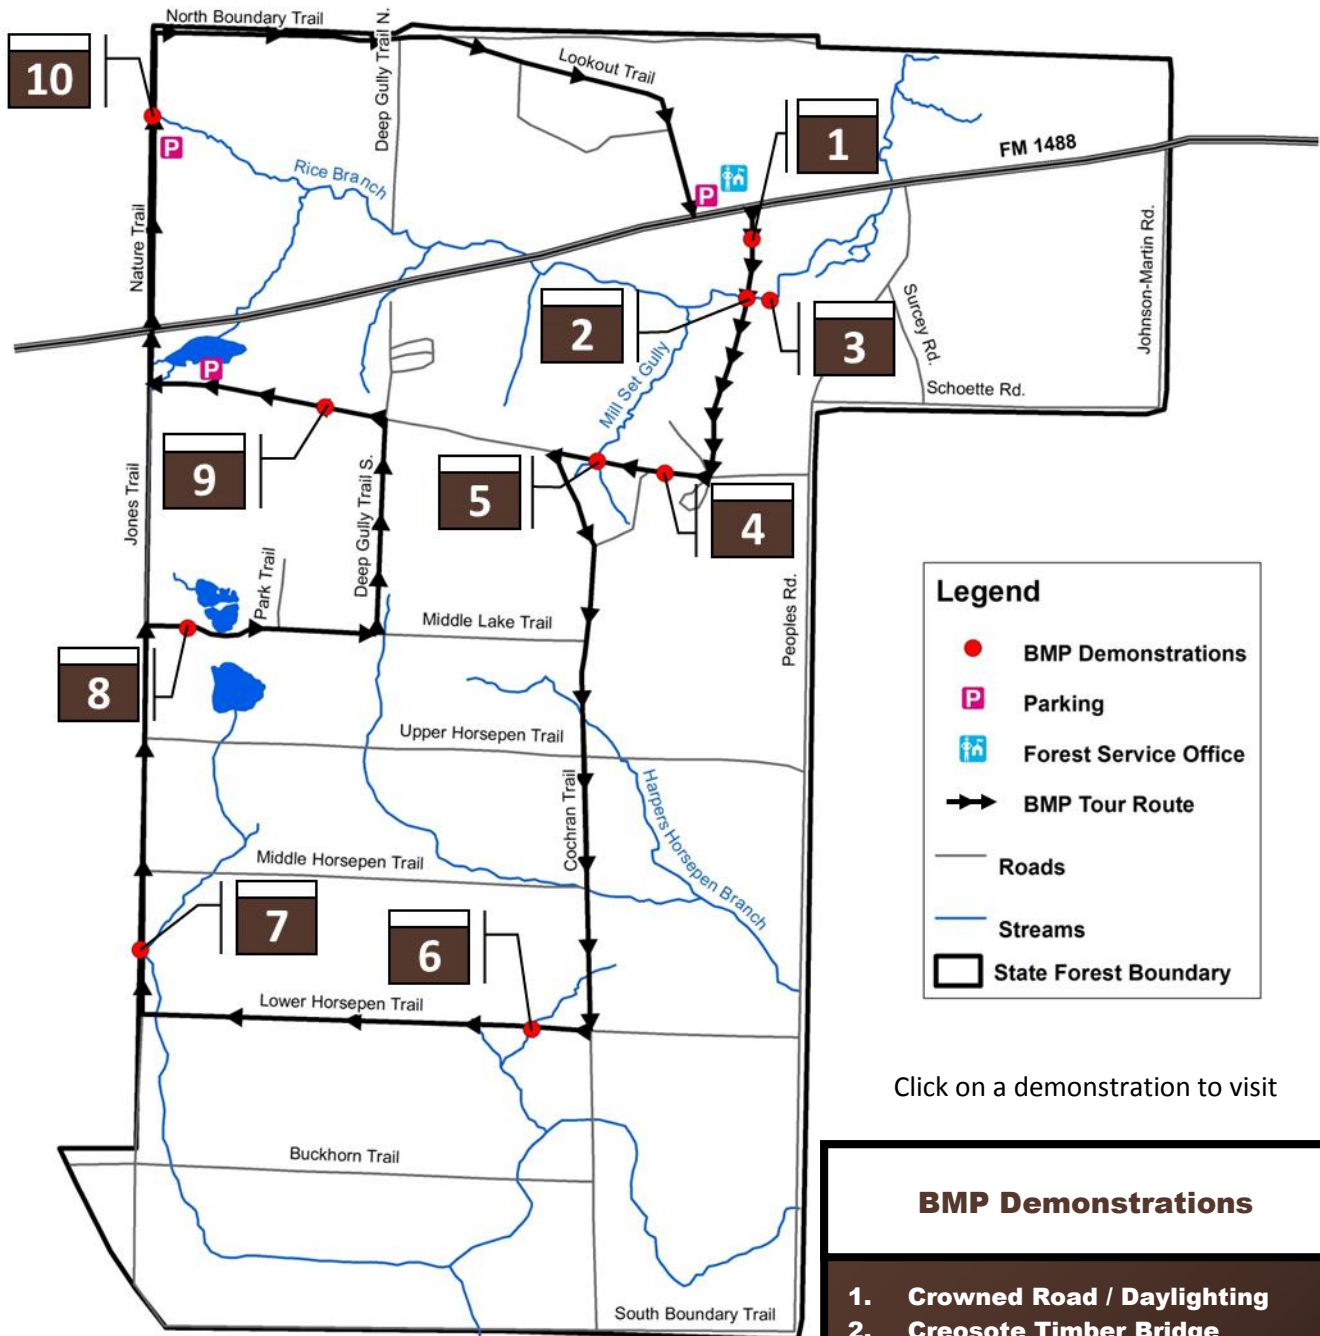 North Boundary Trail
Deep Gully Trail N.
Lookout Trail
10
P
1
FM 1488
Rice Branch
P
Nature Trail
Johnson-Martin Rd.
2
3
Surcey Rd.
P
Mill Set Gully
Schoette Rd.
9
5
4
Jones Trail
Deep Gully Trail S.
Park Trail
Middle Lake Trail
Peoples Rd.
8
Upper Horsepen Trail
Cochran Trail
Harpers Horsepen Branch
Middle Horsepen Trail
7
6
Lower Horsepen Trail
Buckhorn Trail
South Boundary Trail
Legend
BMP Demonstrations
P Parking
Forest Service Office
BMP Tour Route
Roads
Streams
State Forest Boundary
Click on a demonstration to visit
BMP Demonstrations
1. Crowned Road / Daylighting
2. Creosote Timber Bridge